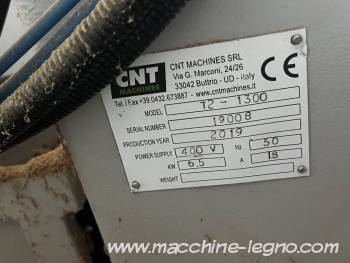 CNT
MACHINES
CNT MACHINES SRL
Via G. Marconi, 24/26
33042 Buttrio - UD - italy
Tel. / Fax +39.0432.673887 - www.cntmachines.it
CE
MODEL T2-1300
SERIAL NUMBER 19008
PRODUCTION YEAR 2019
POWER SUPPLY 400 V Hz 50
KW 6,5 A 18
WEIGHT
www.macchine-legno.com